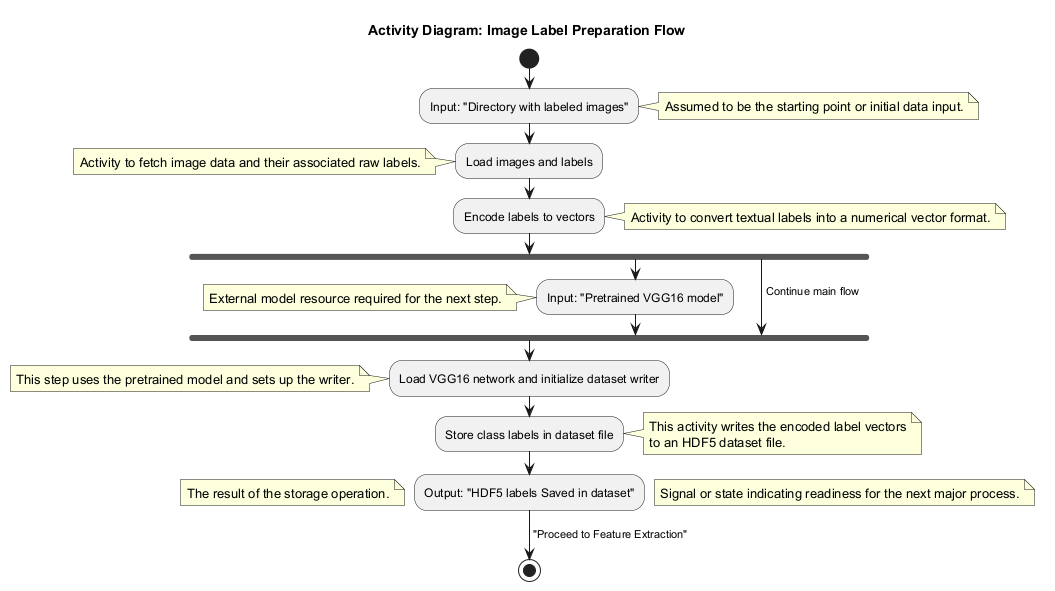 Activity Diagram: Image Label Preparation Flow
Input: "Directory with labeled images"
Assumed to be the starting point or initial data input.
Activity to fetch image data and their associated raw labels.
Load images and labels
Encode labels to vectors
Activity to convert textual labels into a numerical vector format.
External model resource required for the next step.
Input: "Pretrained VGG16 model"
Continue main flow
This step uses the pretrained model and sets up the writer.
Load VGG16 network and initialize dataset writer
Store class labels in dataset file
This activity writes the encoded label vectors
to an HDF5 dataset file.
The result of the storage operation.
Output: "HDF5 labels Saved in dataset"
Signal or state indicating readiness for the next major process.
"Proceed to Feature Extraction"